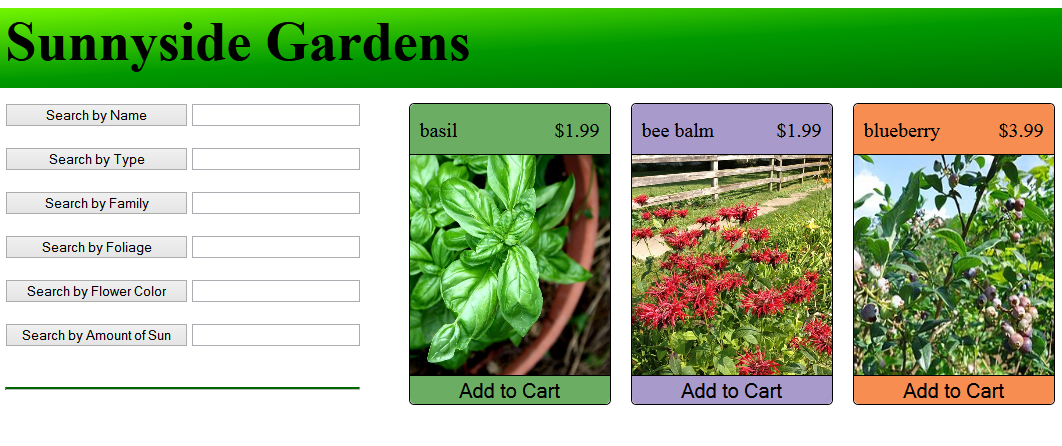 Sunnyside Gardens
Search by Name
Search by Type
Search by Family
Search by Foliage
Search by Flower Color
Search by Amount of Sun
basil $1.99
Add to Cart
bee balm $1.99
Add to Cart
blueberry $3.99
Add to Cart